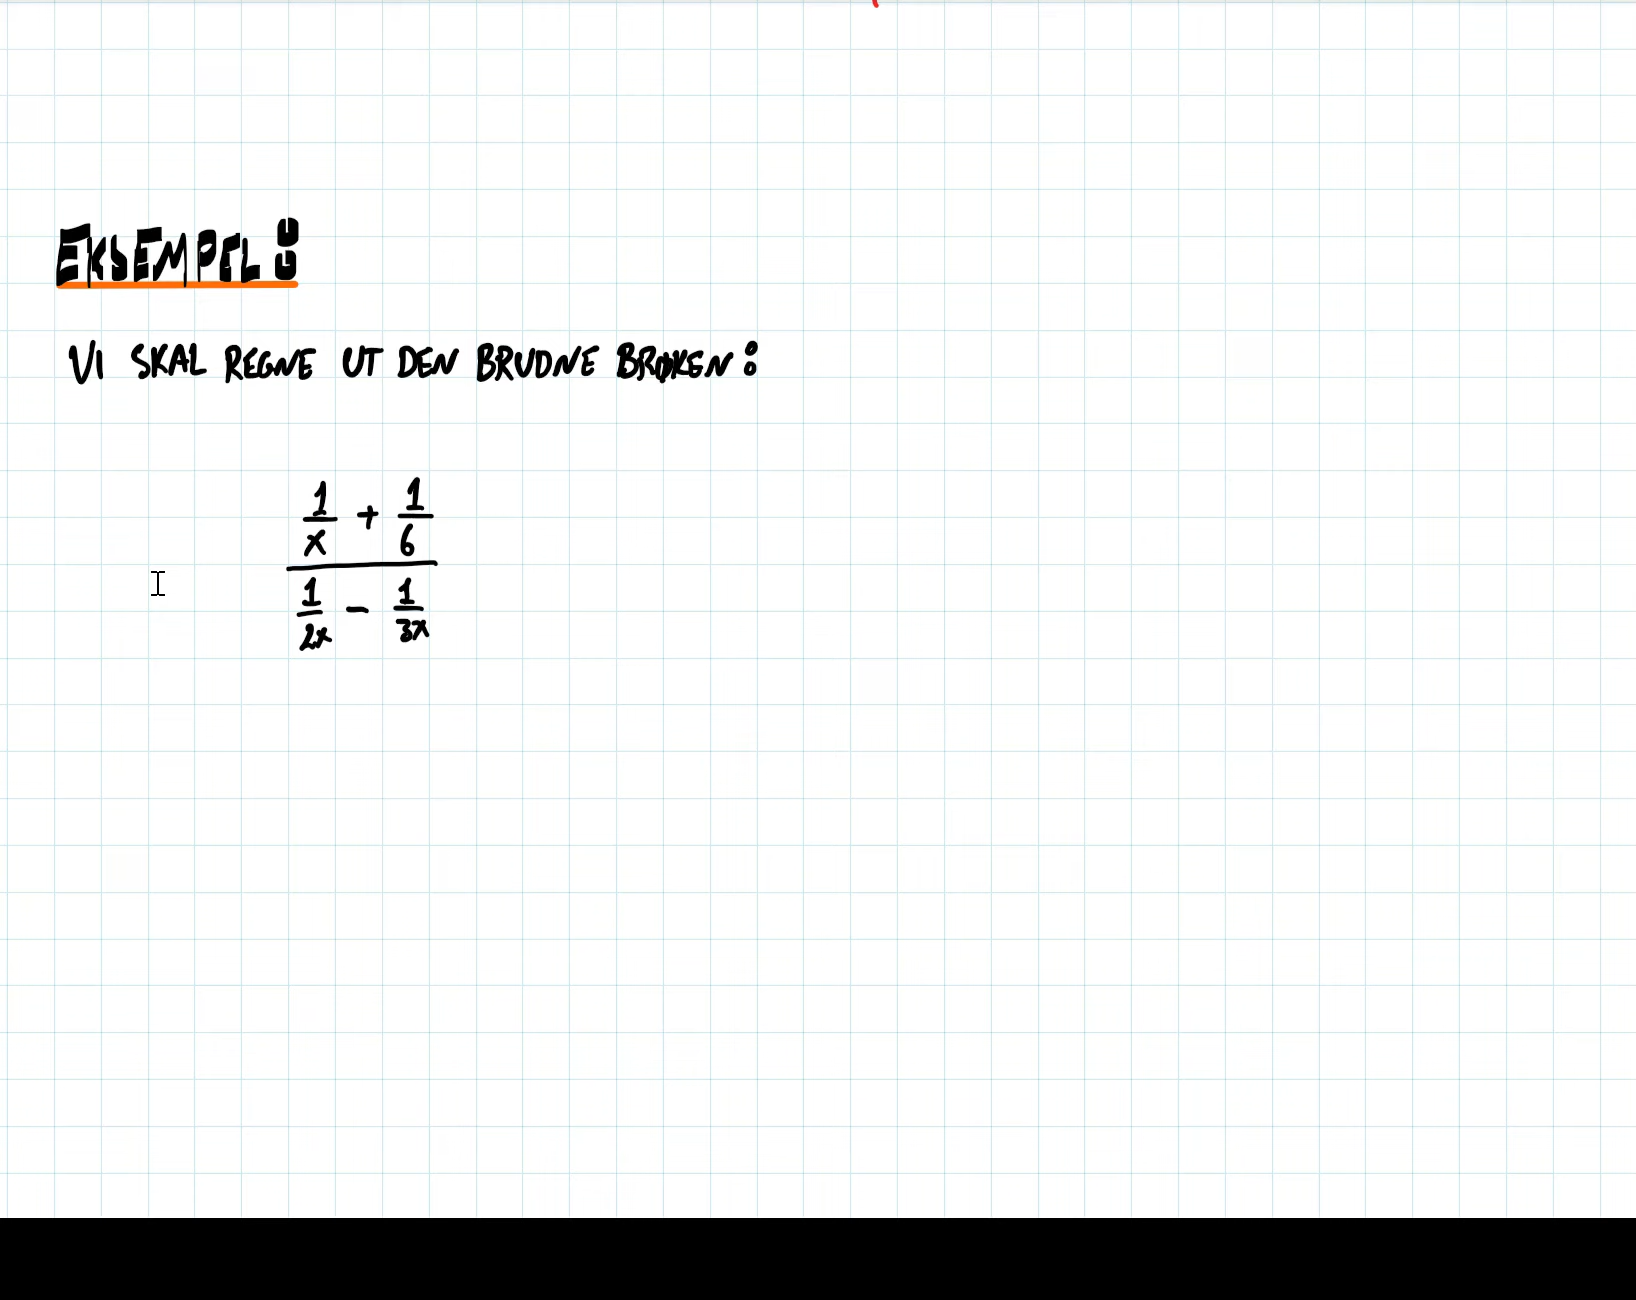 EKSEMPEL:
VI SKAL REGNE UT DEN BRUDNE BRØKEN:
1/x + 1/6
1/2x - 1/3x